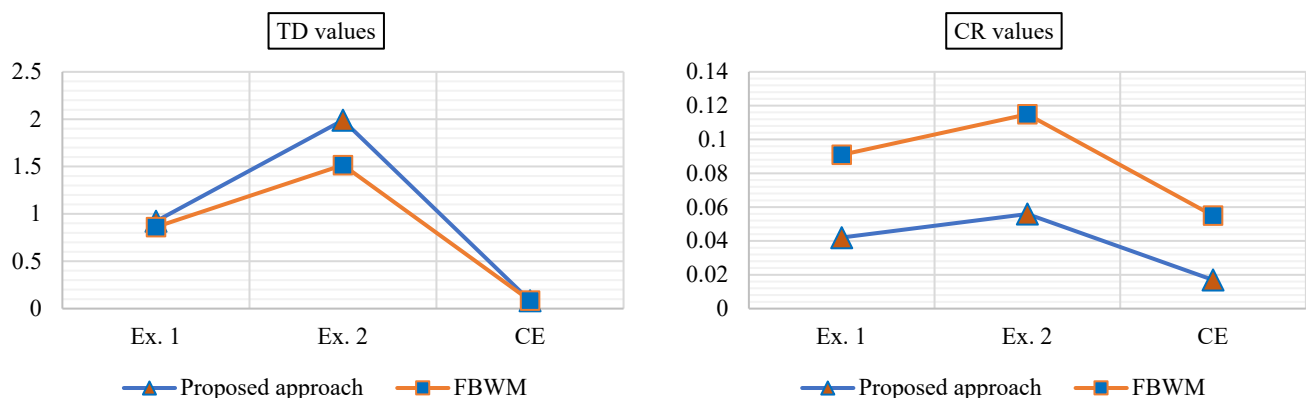 TD values
2.5
2
1.5
1
0.5
0
Ex. 1 Ex. 2 CE
Proposed approach FBWM
CR values
0.14
0.12
0.1
0.08
0.06
0.04
0.02
0
Ex. 1 Ex. 2 CE
Proposed approach FBWM